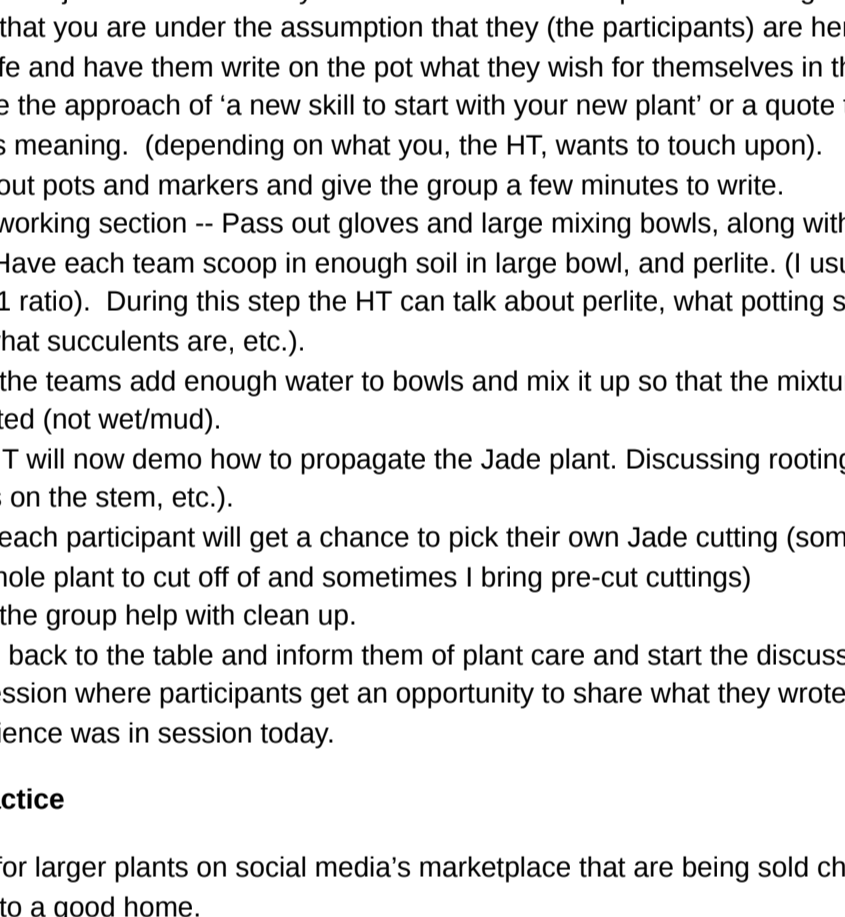 that you are under the assumption that they (the participants) are
and have them write on the pot what they wish for themselves in
the approach of ‘a new skill to start with your new plant’ or a quote
meaning.  (depending on what you, the HT, wants to touch upon).
out pots and markers and give the group a few minutes to write.
working section -- Pass out gloves and large mixing bowls, along with
Have each team scoop in enough soil in large bowl, and perlite. (I
1 ratio).  During this step the HT can talk about perlite, what potting
hat succulents are, etc.).
the teams add enough water to bowls and mix it up so that the
ted (not wet/mud).
T will now demo how to propagate the Jade plant. Discussing rooting
on the stem, etc.).
each participant will get a chance to pick their own Jade cutting
hole plant to cut off of and sometimes I bring pre-cut cuttings)
the group help with clean up.
back to the table and inform them of plant care and start the
ssion where participants get an opportunity to share what they wrote
ience was in session today.
ctice
for larger plants on social media’s marketplace that are being sold
to a good home.